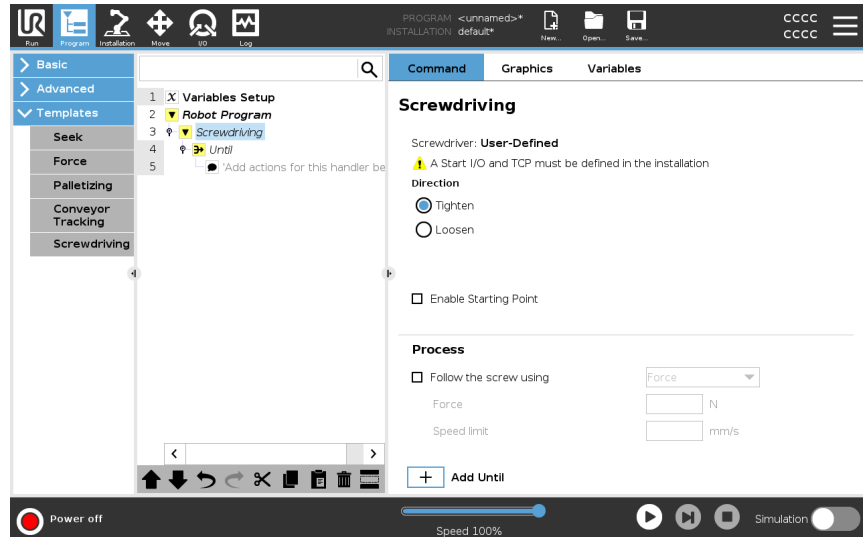 UR
PROGRAM <unnamed>*
INSTALLATION default*
CCCC
CCCC
Run
Program
Installation
Move
I/O
Log
New...
Open...
Save...
Basic
Advanced
Templates
Seek
Force
Palletizing
Conveyor
Tracking
Screwdriving
1 X Variables Setup
2 Robot Program
3 Screwdriving
4 Until
5 'Add actions for this handler be
Command Graphics Variables
Screwdriving
Screwdriver: User-Defined
A Start I/O and TCP must be defined in the installation
Direction
Tighten
Loosen
Enable Starting Point
Process
Follow the screw using Force
Force N
Speed limit mm/s
+ Add Until
Power off
Speed 100%
Simulation